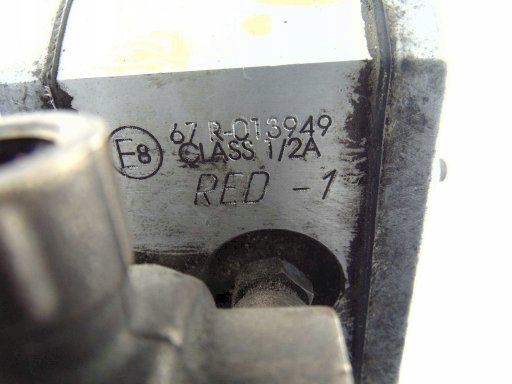 E8 67 R-013949
CLASS 1/2A
RED -1